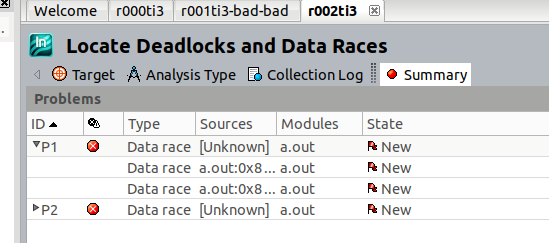 Welcome r000ti3 r001ti3-bad-bad r002ti3
In Locate Deadlocks and Data Races
Target Analysis Type Collection Log Summary
Problems
ID Type Sources Modules State
P1 Data race [Unknown] a.out New
Data race a.out:0x8... a.out New
Data race a.out:0x8... a.out New
P2 Data race [Unknown] a.out New